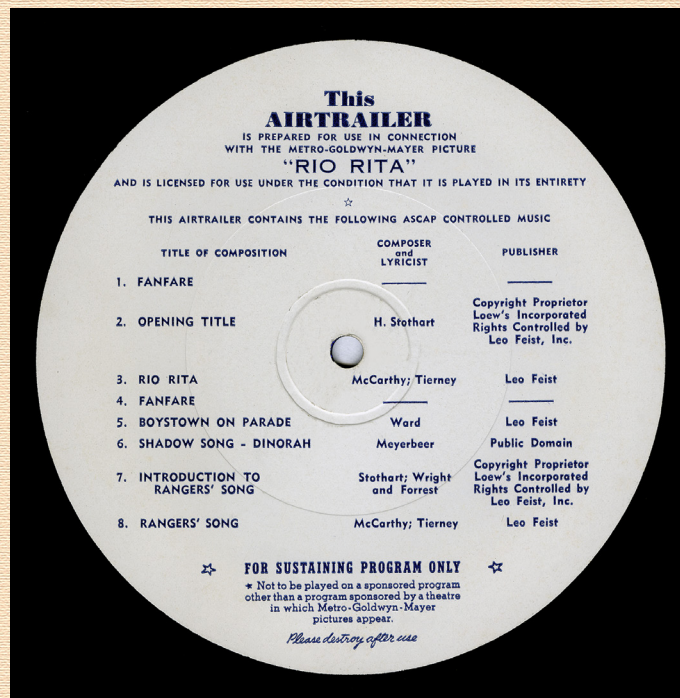 This
AIRTRAILER
IS PREPARED FOR USE IN CONNECTION
WITH THE METRO-GOLDWYN-MAYER PICTURE
“RIO RITA”
AND IS LICENSED FOR USE UNDER THE CONDITION THAT IT IS PLAYED IN ITS ENTIRETY
☆
THIS AIRTRAILER CONTAINS THE FOLLOWING ASCAP CONTROLLED MUSIC
TITLE OF COMPOSITION
COMPOSER
and
LYRICIST
PUBLISHER
1. FANFARE
2. OPENING TITLE H. Stothart
Copyright Proprietor
Loew's Incorporated
Rights Controlled by
Leo Feist, Inc.
3. RIO RITA McCarthy; Tierney Leo Feist
4. FANFARE
5. BOYSTOWN ON PARADE Ward Leo Feist
6. SHADOW SONG - DINORAH Meyerbeer Public Domain
7. INTRODUCTION TO
RANGERS' SONG
Stothart; Wright
and Forrest
Copyright Proprietor
Loew's Incorporated
Rights Controlled by
Leo Feist, Inc.
8. RANGERS' SONG McCarthy; Tierney Leo Feist
☆ FOR SUSTAINING PROGRAM ONLY ☆
★ Not to be played on a sponsored program
other than a program sponsored by a theatre
in which Metro-Goldwyn-Mayer
pictures appear.
Please destroy after use